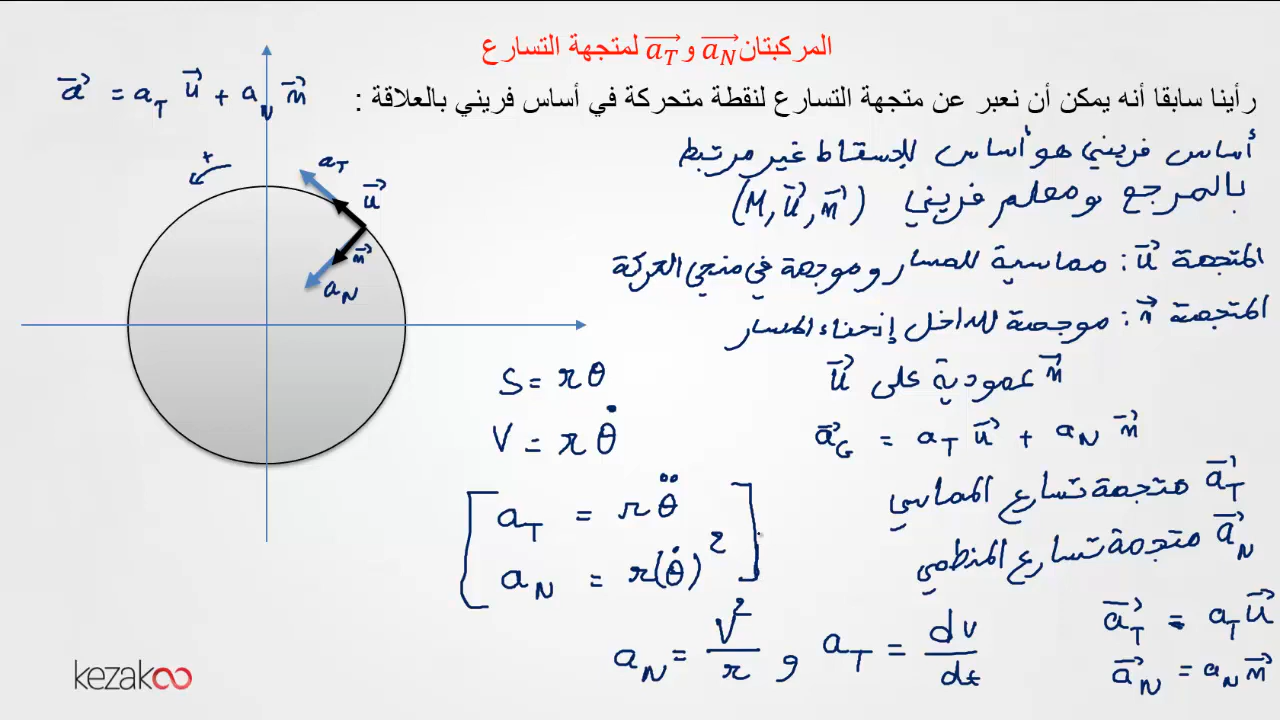 المركبتان $\vec{a_N}$ و $\vec{a_T}$ لمتجهة التسارع
رأينا سابقا أنه يمكن أن نعبر عن متجهة التسارع لنقطة متحركة في أساس فريني بالعلاقة :
$\vec{a} = a_T \vec{u} + a_N \vec{n}$
أساس فريني هو أساس للإسقاط غير مرتبط
بالمرجع ومعلم فريني $(M, \vec{u}, \vec{n})$
المتجهة $\vec{u}$ : مماسية للمسار وموجهة في منحى الحركة
المتجهة $\vec{n}$ : موجهة للداخل إنحناء المسار
$\vec{n}$ عمودية على $\vec{u}$
$\vec{a}_G = a_T \vec{u} + a_N \vec{n}$
$\vec{a}_T$ متجهة تسارع المماسي
$\vec{a}_N$ متجهة تسارع المنظمي
$\vec{a}_T = a_T \vec{u}$
$\vec{a}_N = a_N \vec{n}$
+
$a_T$
$\vec{u}$
$\vec{n}$
$a_N$
$S = r\theta$
$V = r\dot{\theta}$
$a_T = r\ddot{\theta}$
$a_N = r(\dot{\theta})^2$
$a_N = \frac{V^2}{r}$ و $a_T = \frac{dv}{dt}$
kezakoo